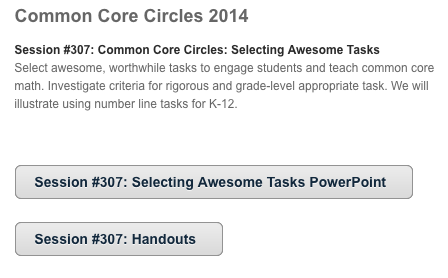 Common Core Circles 2014
Session #307: Common Core Circles: Selecting Awesome Tasks
Select awesome, worthwhile tasks to engage students and teach common core
math. Investigate criteria for rigorous and grade-level appropriate task. We will
illustrate using number line tasks for K-12.
Session #307: Selecting Awesome Tasks PowerPoint
Session #307: Handouts